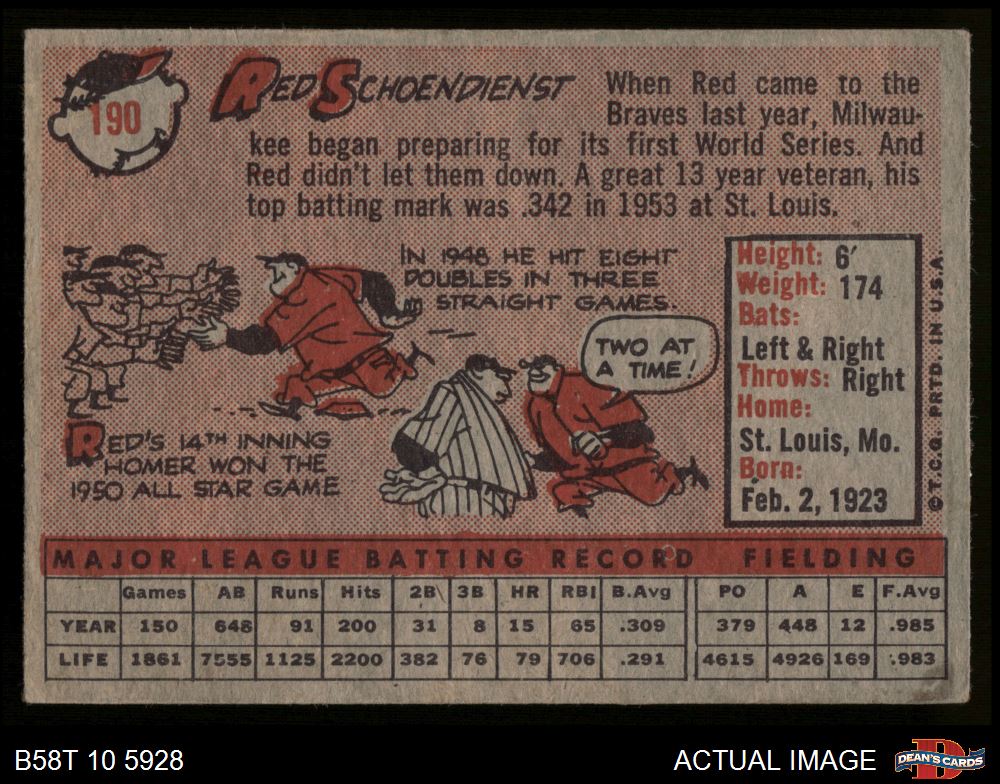 190
RED SCHOENDIENST
When Red came to the
Braves last year, Milwau-
kee began preparing for its first World Series. And
Red didn't let them down. A great 13 year veteran, his
top batting mark was .342 in 1953 at St. Louis.
IN 1948 HE HIT EIGHT
DOUBLES IN THREE
STRAIGHT GAMES.
TWO AT
A TIME!
RED'S 14TH INNING
HOMER WON THE
1950 ALL STAR GAME
Height: 6'
Weight: 174
Bats:
Left & Right
Throws: Right
Home:
St. Louis, Mo.
Born:
Feb. 2, 1923
© T.C.G. PRTD. IN U.S.A.
MAJOR LEAGUE BATTING RECORD FIELDING
Games AB Runs Hits 2B 3B HR RBI B.Avg PO A E F.Avg
YEAR 150 648 91 200 31 8 15 65 .309 379 448 12 .985
LIFE 1861 7555 1125 2200 382 76 79 706 .291 4615 4926 169 .983
B58T 10 5928
ACTUAL IMAGE
DEAN'S CARDS